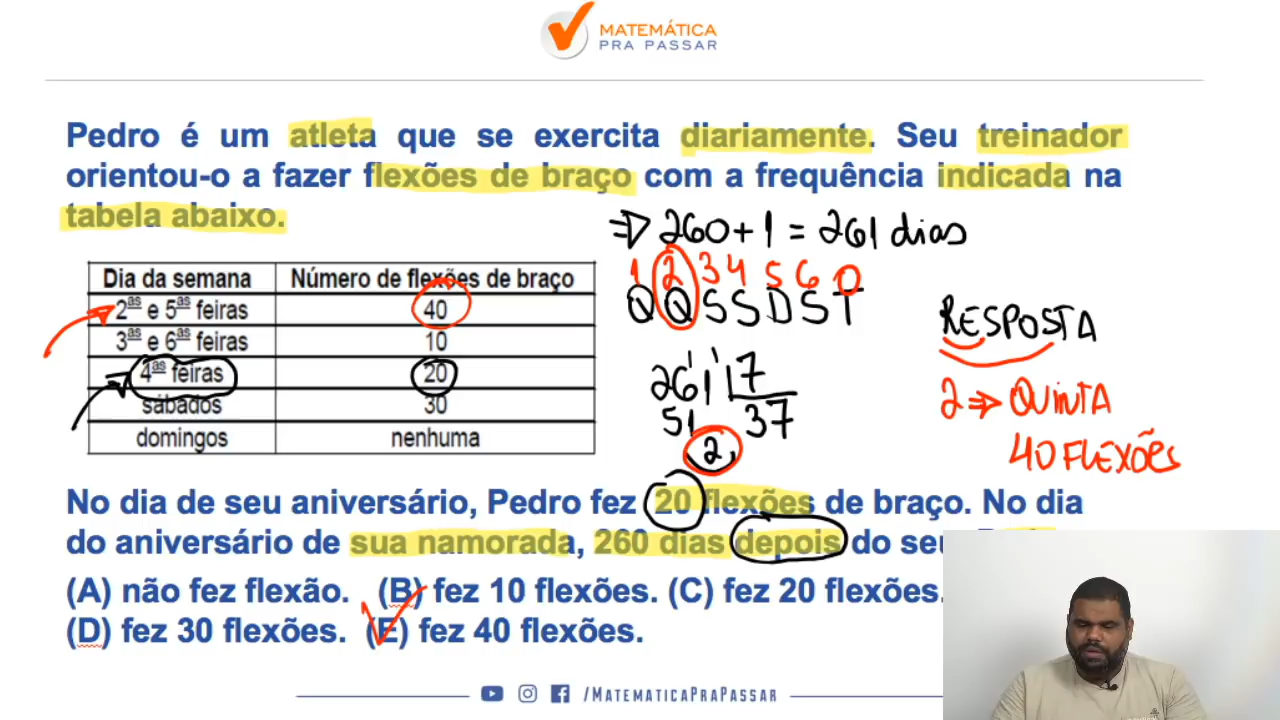 MATEMÁTICA
PRA PASSAR
Pedro é um atleta que se exercita diariamente. Seu treinador
orientou-o a fazer flexões de braço com a frequência indicada na
tabela abaixo.
⇒ 260 + 1 = 261 dias
1 2 3 4 5 6 0
Q Q S S D S T
Dia da semana Número de flexões de braço
2ªˢ e 5ªˢ feiras 40
3ªˢ e 6ªˢ feiras 10
4ªˢ feiras 20
sábados 30
domingos nenhuma
261 7
51 37
2
RESPOSTA
2 ⇒ QUINTA
40 FLEXÕES
No dia de seu aniversário, Pedro fez 20 flexões de braço. No dia
do aniversário de sua namorada, 260 dias depois do
(A) não fez flexão. (B) fez 10 flexões. (C) fez 20 flexões.
(D) fez 30 flexões. (E) fez 40 flexões.
/MATEMATICAPRAPASSAR